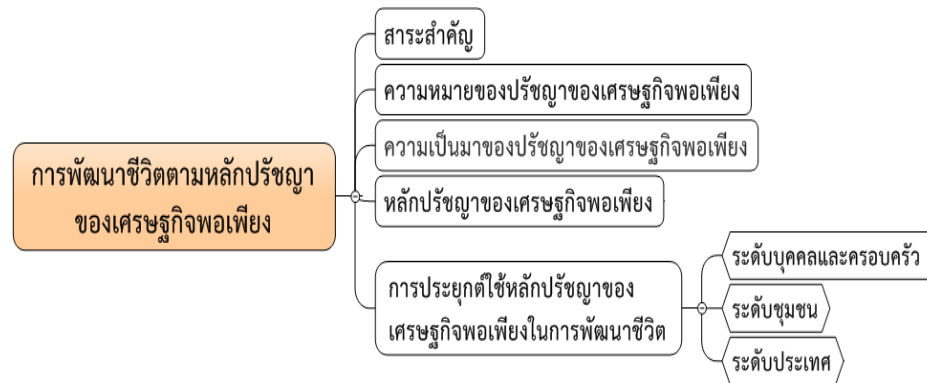 สาระสำคัญ
ความหมายของปรัชญาของเศรษฐกิจพอเพียง
ความเป็นมาของปรัชญาของเศรษฐกิจพอเพียง
การพัฒนาชีวิตตามหลักปรัชญา
ของเศรษฐกิจพอเพียง
หลักปรัชญาของเศรษฐกิจพอเพียง
การประยุกต์ใช้หลักปรัชญาของ
เศรษฐกิจพอเพียงในการพัฒนาชีวิต
ระดับบุคคลและครอบครัว
ระดับชุมชน
ระดับประเทศ